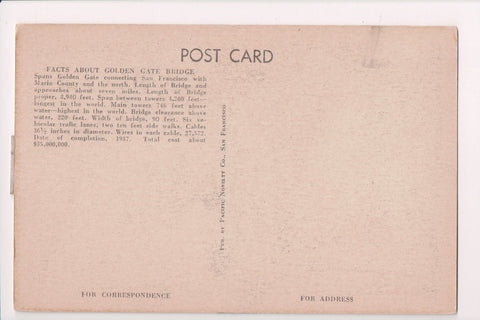 POST CARD
FACTS ABOUT GOLDEN GATE BRIDGE
Spans Golden Gate connecting San Francisco with
Marin County and the north. Length of Bridge and
approaches about seven miles. Length of Bridge
proper, 8,940 feet. Span between towers 4,200 feet—
longest in the world. Main towers 746 feet above
water—highest in the world. Bridge clearance above
water, 220 feet. Width of bridge, 90 feet. Six ve-
hicular traffic lanes, two ten feet side walks. Cables
36½ inches in diameter. Wires in each cable, 27,572.
Date of completion, 1937. Total cost about
$35,000,000.
PUB. BY PACIFIC NOVELTY CO., SAN FRANCISCO
FOR CORRESPONDENCE
FOR ADDRESS